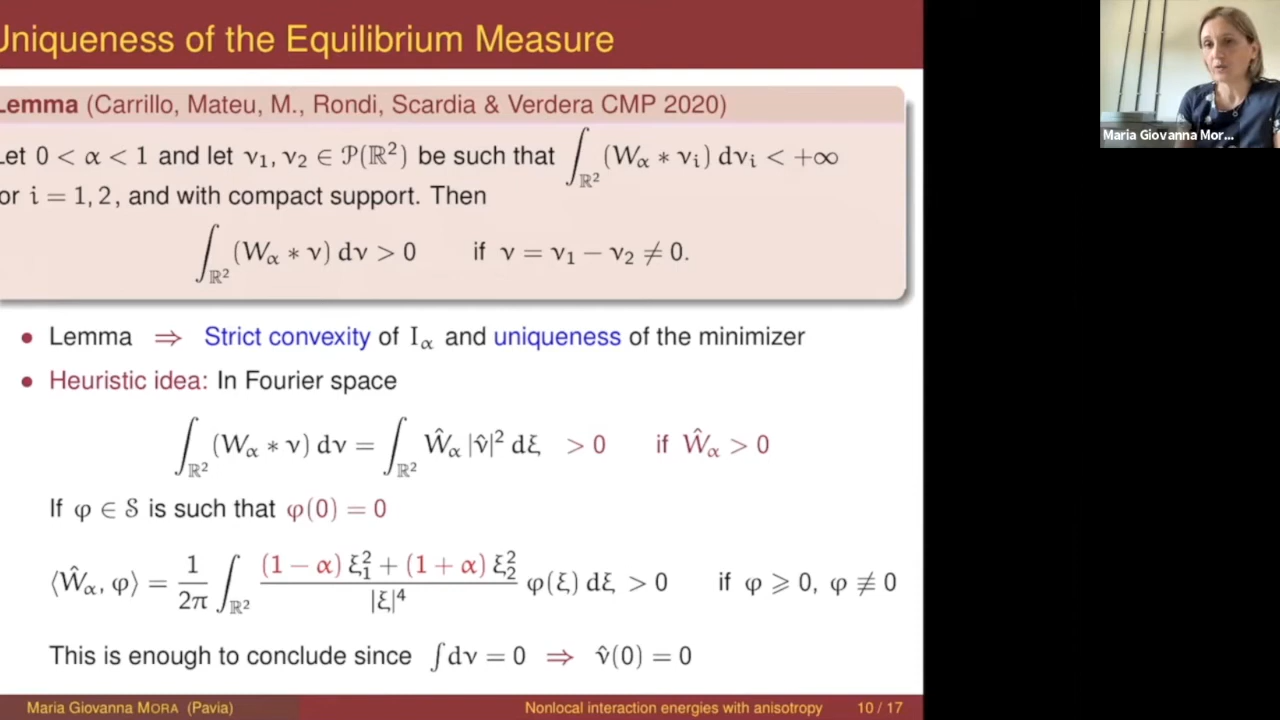 Uniqueness of the Equilibrium Measure
Lemma (Carrillo, Mateu, M., Rondi, Scardia & Verdera CMP 2020)
Let 0 < α < 1 and let ν₁, ν₂ ∈ 𝒫(ℝ²) be such that ∫_{ℝ²} (W_α ∗ ν_i) dν_i < +∞
or i = 1, 2, and with compact support. Then
∫_{ℝ²} (W_α ∗ ν) dν > 0 if ν = ν₁ − ν₂ ≠ 0.
• Lemma ⇒ Strict convexity of I_α and uniqueness of the minimizer
• Heuristic idea: In Fourier space
∫_{ℝ²} (W_α ∗ ν) dν = ∫_{ℝ²} Ŵ_α |ν̂|² dξ > 0 if Ŵ_α > 0
If φ ∈ 𝒮 is such that φ(0) = 0
⟨Ŵ_α, φ⟩ = 1/2π ∫_{ℝ²} ((1 − α) ξ₁² + (1 + α) ξ₂²)/|ξ|⁴ φ(ξ) dξ > 0 if φ ⩾ 0, φ ≢ 0
This is enough to conclude since ∫dν = 0 ⇒ ν̂(0) = 0
Maria Giovanna MORA (Pavia) Nonlocal interaction energies with anisotropy 10 / 17
Maria Giovanna Mor...